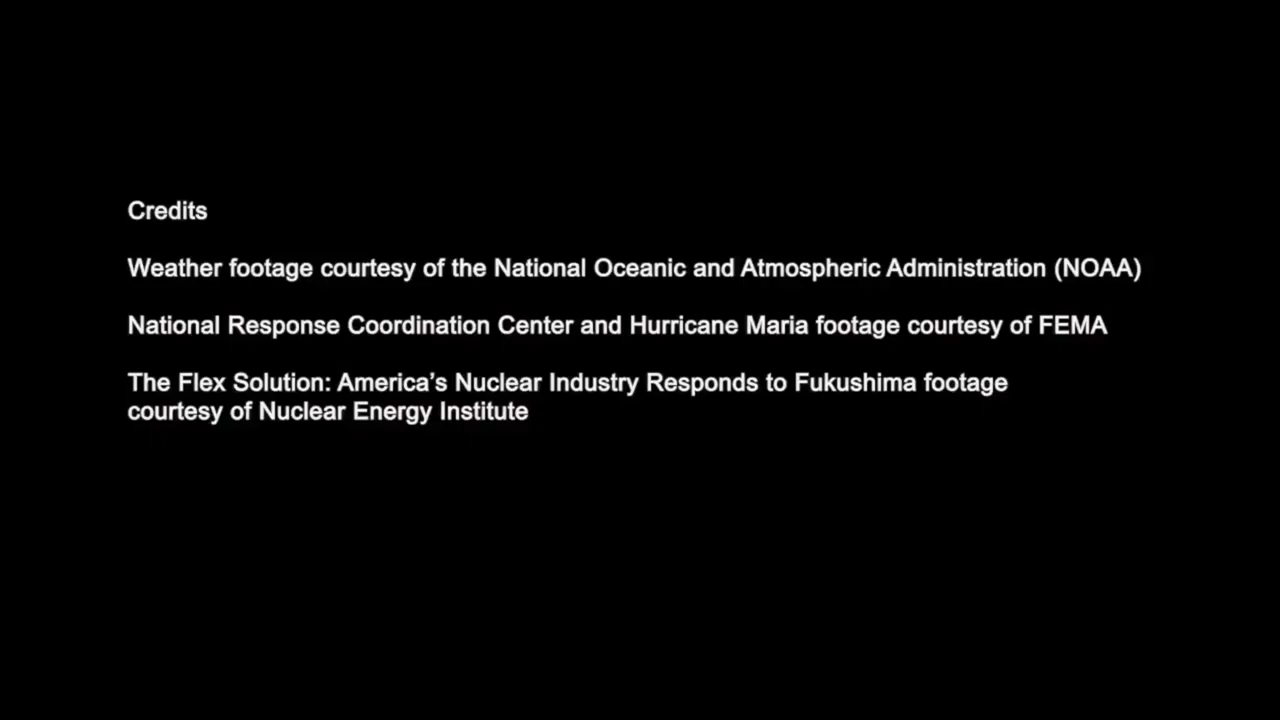 Credits
Weather footage courtesy of the National Oceanic and Atmospheric Administration (NOAA)
National Response Coordination Center and Hurricane Maria footage courtesy of FEMA
The Flex Solution: America’s Nuclear Industry Responds to Fukushima footage
courtesy of Nuclear Energy Institute